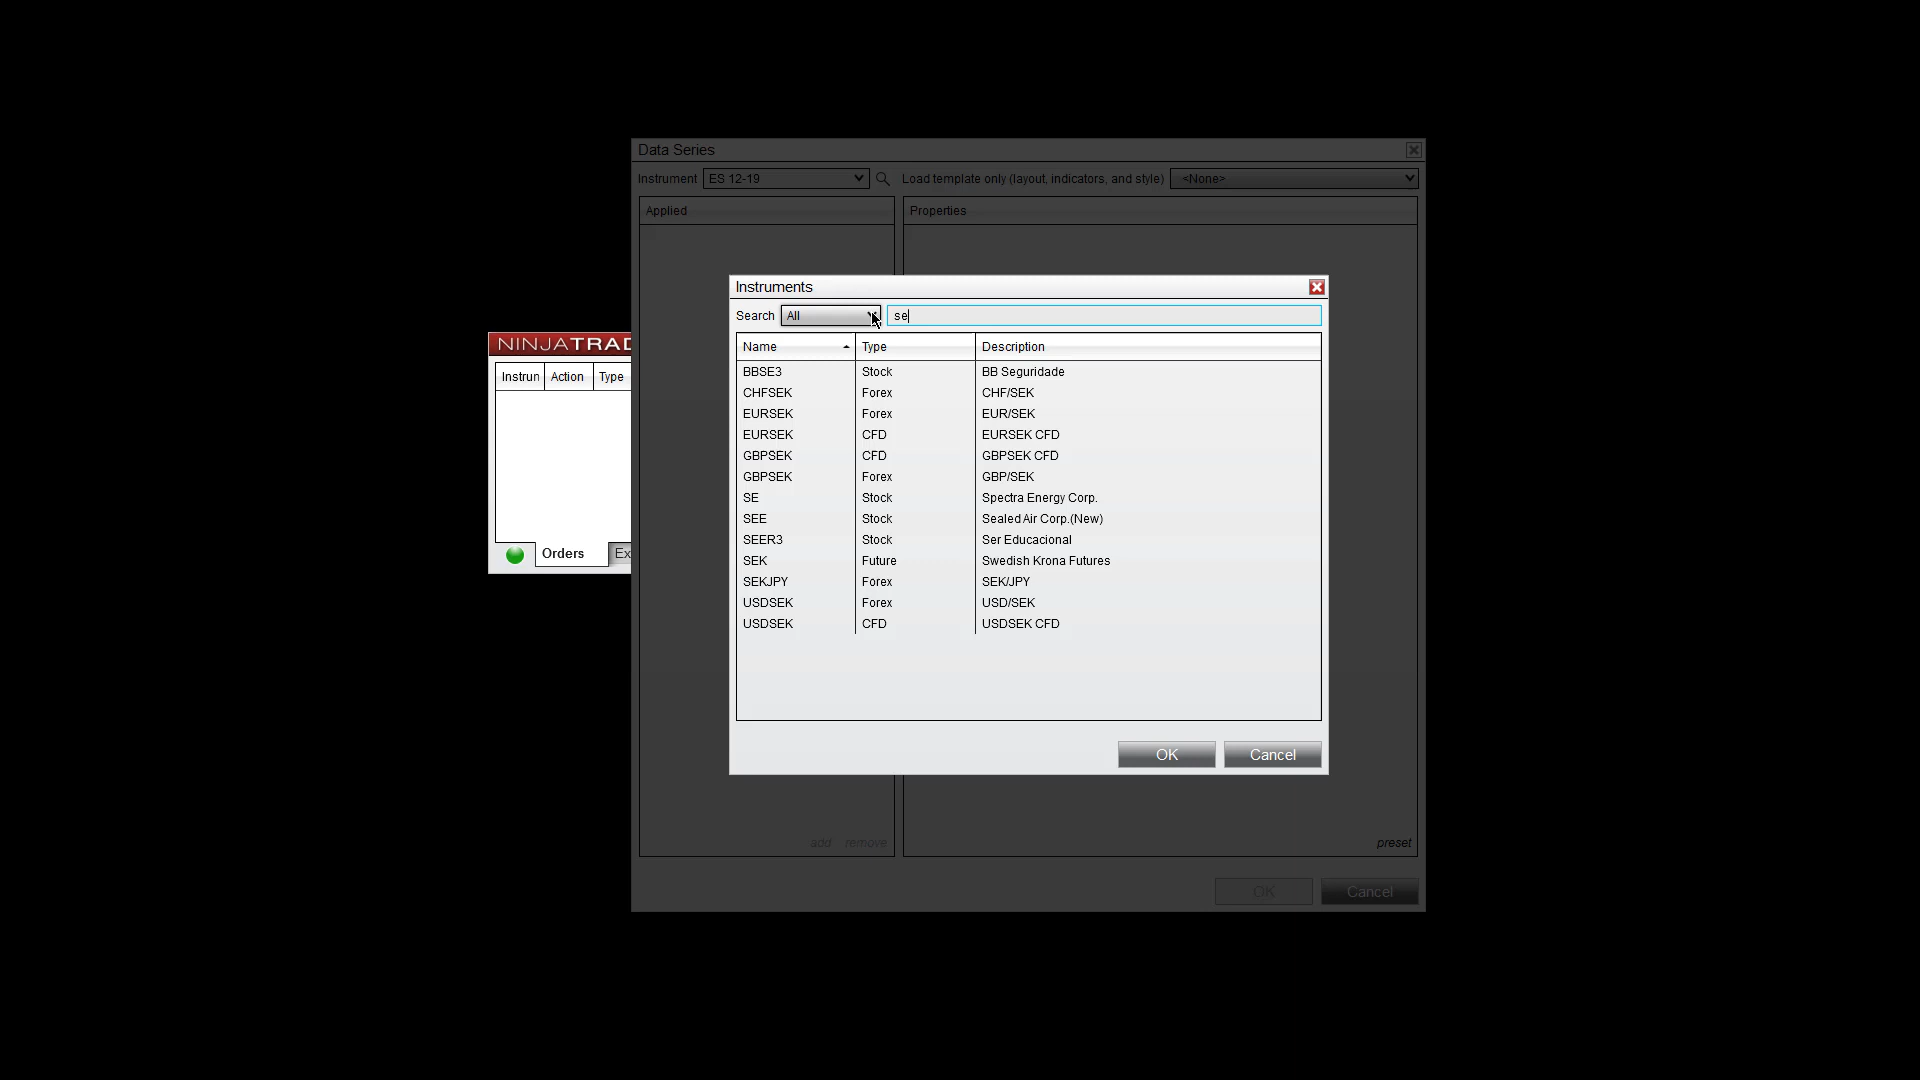 Data Series
Instrument ES 12-19 Load template only (layout, indicators, and style) <None>
Applied Properties
Instruments
Search All se
Name Type Description
BBSE3 Stock BB Seguridade
CHFSEK Forex CHF/SEK
EURSEK Forex EUR/SEK
EURSEK CFD EURSEK CFD
GBPSEK CFD GBPSEK CFD
GBPSEK Forex GBP/SEK
SE Stock Spectra Energy Corp.
SEE Stock Sealed Air Corp.(New)
SEER3 Stock Ser Educacional
SEK Future Swedish Krona Futures
SEKJPY Forex SEK/JPY
USDSEK Forex USD/SEK
USDSEK CFD USDSEK CFD
OK Cancel
NINJATRAD
Instrun Action Type
Orders Ex
add remove preset
OK Cancel